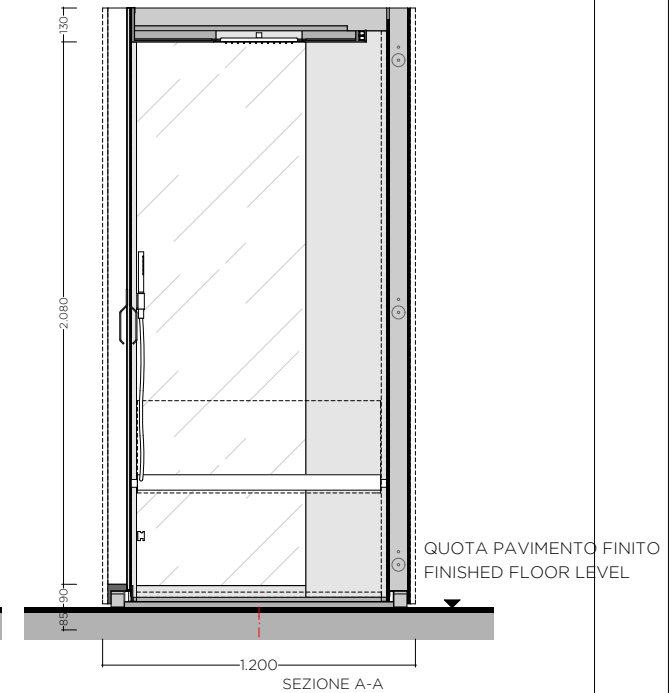 130
2.080
90
85
QUOTA PAVIMENTO FINITO
FINISHED FLOOR LEVEL
1.200
SEZIONE A-A